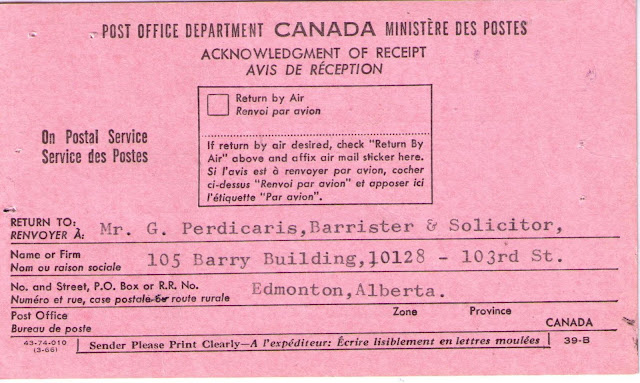 POST OFFICE DEPARTMENT CANADA MINISTÈRE DES POSTES
ACKNOWLEDGMENT OF RECEIPT
AVIS DE RÉCEPTION
Return by Air
Renvoi par avion
On Postal Service
Service des Postes
If return by air desired, check "Return By
Air" above and affix air mail sticker here.
Si l'avis est à renvoyer par avion, cocher
ci-dessus "Renvoi par avion" et apposer ici
l'étiquette "Par avion".
RETURN TO:
RENVOYER À: Mr. G. Perdicaris,Barrister & Solicitor,
Name or Firm
Nom ou raison sociale 105 Barry Building,10128 - 103rd St.
No. and Street, P.O. Box or R.R. No.
Numéro et rue, case postale or route rurale Edmonton,Alberta.
Post Office Zone Province
Bureau de poste CANADA
43-74-010
(3-66) Sender Please Print Clearly—A l'expéditeur: Écrire lisiblement en lettres moulées 39-B